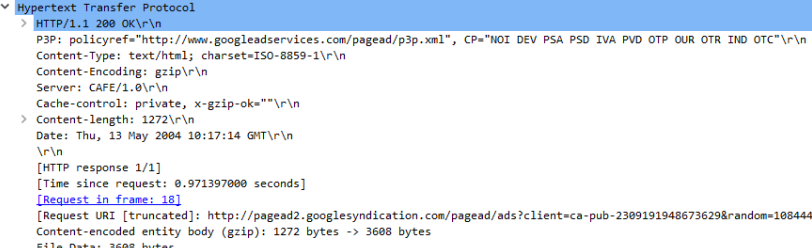 Hypertext Transfer Protocol
HTTP/1.1 200 OK\r\n
P3P: policyref="http://www.googleadservices.com/pagead/p3p.xml", CP="NOI DEV PSA PSD IVA PVD OTP OUR OTR IND OTC"\r\n
Content-Type: text/html; charset=ISO-8859-1\r\n
Content-Encoding: gzip\r\n
Server: CAFE/1.0\r\n
Cache-control: private, x-gzip-ok=""\r\n
Content-length: 1272\r\n
Date: Thu, 13 May 2004 10:17:14 GMT\r\n
\r\n
[HTTP response 1/1]
[Time since request: 0.971397000 seconds]
[Request in frame: 18]
[Request URI [truncated]: http://pagead2.googlesyndication.com/pagead/ads?client=ca-pub-2309191948673629&random=108444
Content-encoded entity body (gzip): 1272 bytes -> 3608 bytes
File Data: 3608 bytes